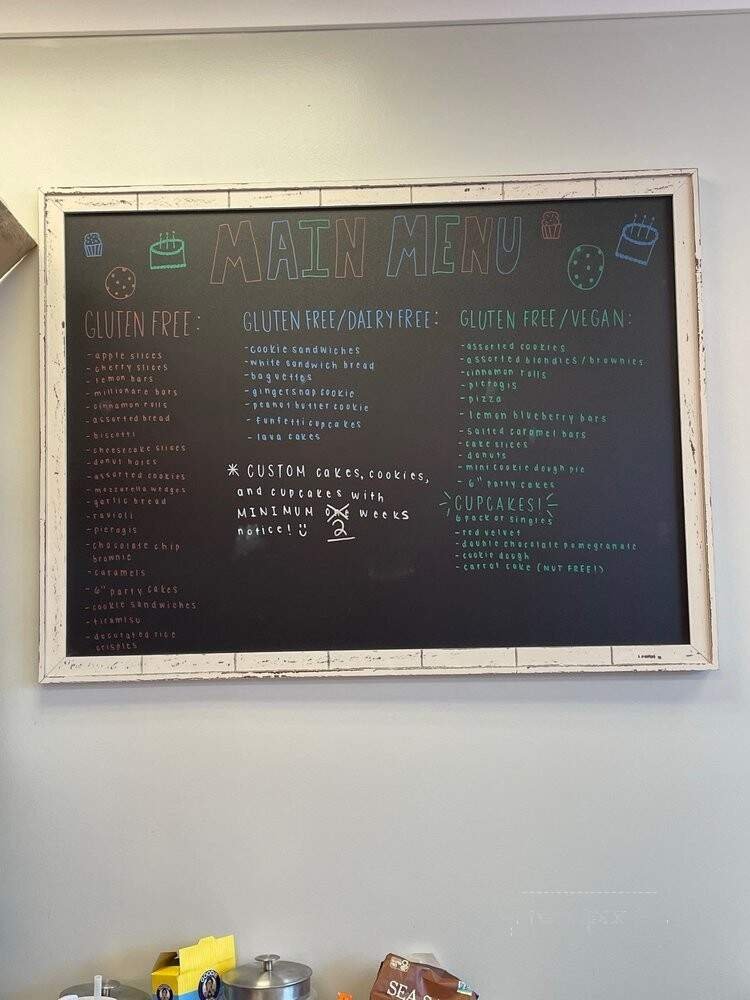 MAIN MENU
GLUTEN FREE:
- apple slices
- cherry slices
- lemon bars
- millionare bars
- cinnamon rolls
- assorted bread
- biscotti
- cheesecake slices
- donut holes
- assorted cookies
- mozzarella wedges
- garlic bread
- ravioli
- pierogis
- chocolate chip
brownie
- caramels
- 6" party cakes
- cookie sandwiches
- tiramisu
- decorated rice
crispies
GLUTEN FREE/DAIRY FREE:
- cookie sandwiches
- white sandwich bread
- baguettes
- gingersnap cookie
- peanut butter cookie
- funfetti cupcakes
- lava cakes
* CUSTOM cakes, cookies,
and cupcakes with
MINIMUM one weeks
2
notice! :)
GLUTEN FREE/VEGAN:
- assorted cookies
- assorted blondies/brownies
- cinnamon rolls
- pierogis
- pizza
- lemon blueberry bars
- salted caramel bars
- cake slices
- donuts
- mini cookie dough pie
- 6" party cakes
CUPCAKES!
6 pack or singles
- red velvet
- double chocolate pomegranate
- cookie dough
- carrot cake (NUT FREE!)
SEA